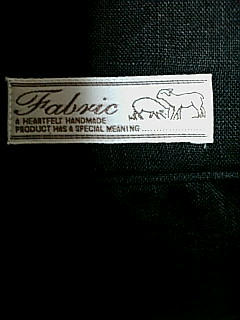 Fabric
A HEARTFELT HANDMADE
PRODUCT HAS A SPECIAL MEANING...........